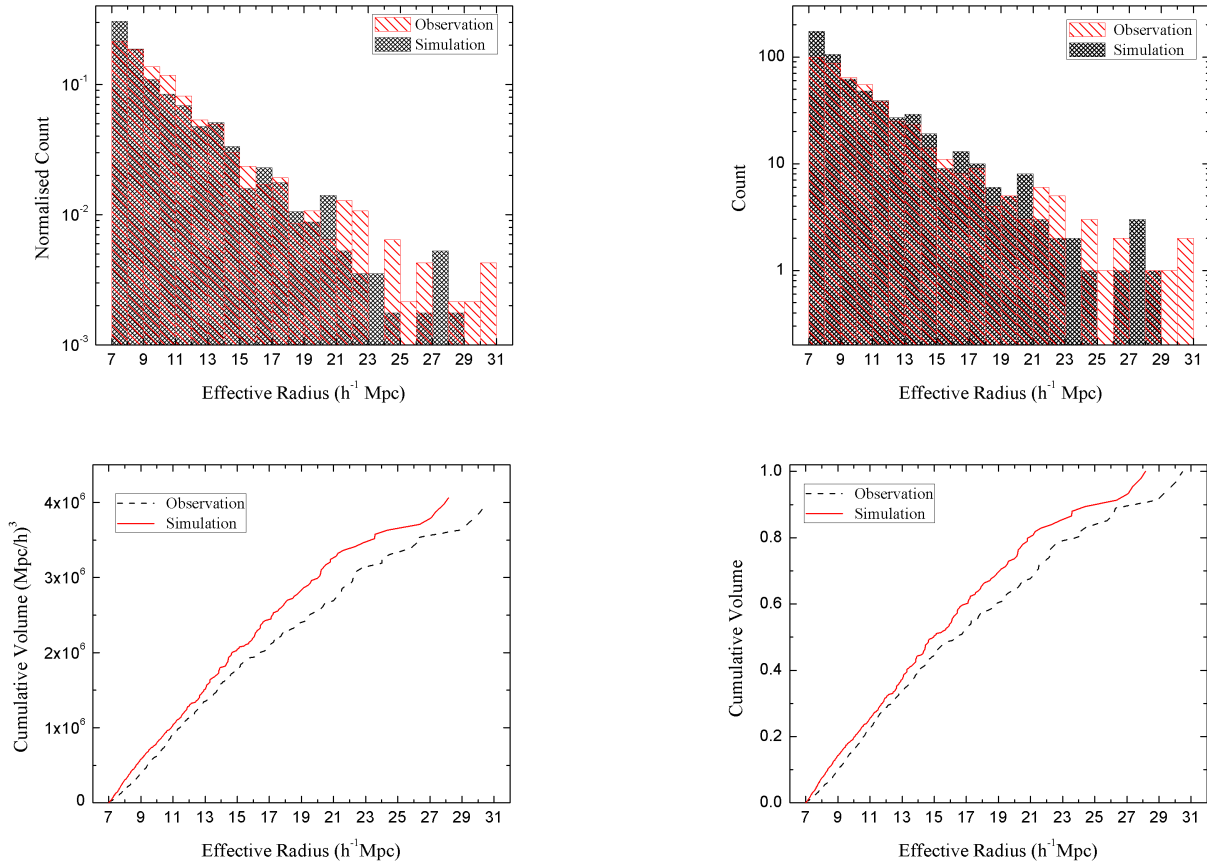 Observation
Simulation
10⁻¹
10⁻²
10⁻³
Normalised Count
7 9 11 13 15 17 19 21 23 25 27 29 31
Effective Radius (h⁻¹ Mpc)
Observation
Simulation
100
10
1
Count
7 9 11 13 15 17 19 21 23 25 27 29 31
Effective Radius (h⁻¹ Mpc)
Observation
Simulation
4x10⁶
3x10⁶
2x10⁶
1x10⁶
0
Cumulative Volume (Mpc/h)³
7 9 11 13 15 17 19 21 23 25 27 29 31
Effective Radius (h⁻¹Mpc)
Observation
Simulation
1.0
0.8
0.6
0.4
0.2
0.0
Cumulative Volume
7 9 11 13 15 17 19 21 23 25 27 29 31
Effective Radius (h⁻¹Mpc)